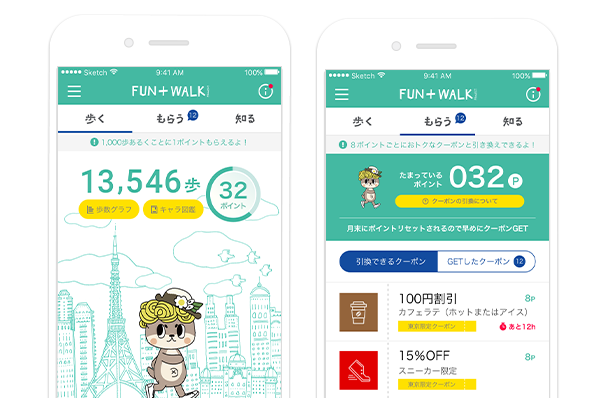 Sketch 9:41 AM 100%
FUN+WALK
歩く もらう 12 知る
1,000歩あるくごとに1ポイントもらえるよ！
13,546歩
32
ポイント
歩数グラフ キャラ図鑑
Sketch 9:41 AM 100%
FUN+WALK
歩く もらう 12 知る
8ポイントごとにおトクなクーポンと引き換えできるよ！
たまっている
ポイント 032 P
クーポンの引換について
月末にポイントリセットされるので早めにクーポンGET
引換できるクーポン GETしたクーポン 12
100円割引 8P
カフェラテ（ホットまたはアイス）
東京限定クーポン あと12h
15%OFF 8P
スニーカー限定
東京限定クーポン